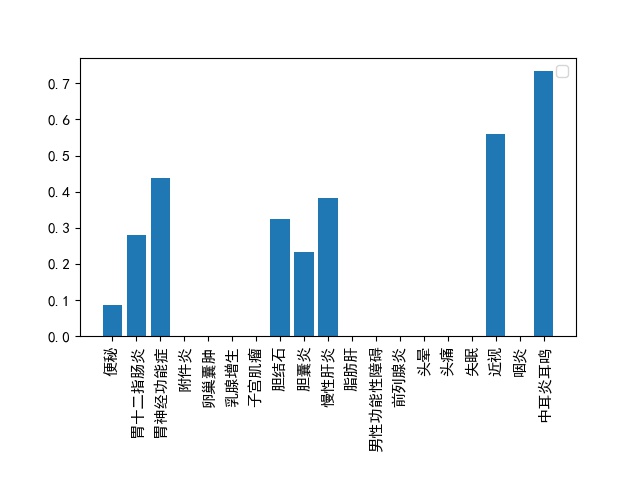 0.7
0.6
0.5
0.4
0.3
0.2
0.1
0.0
便秘
胃十二指肠炎
胃神经功能症
附件炎
卵巢囊肿
乳腺增生
子宫肌瘤
胆结石
胆囊炎
慢性肝炎
脂肪肝
男性功能性障碍
前列腺炎
头晕
头痛
失眠
近视
咽炎
中耳炎耳鸣